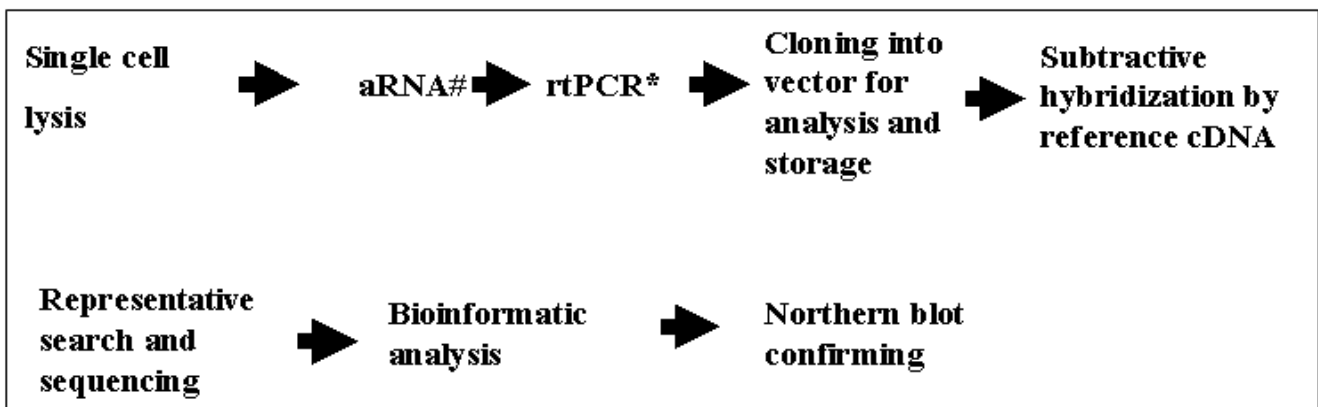 Single cell
lysis
aRNA#
rtPCR*
Cloning into
vector for
analysis and
storage
Subtractive
hybridization by
reference cDNA
Representative
search and
sequencing
Bioinformatic
analysis
Northern blot
confirming